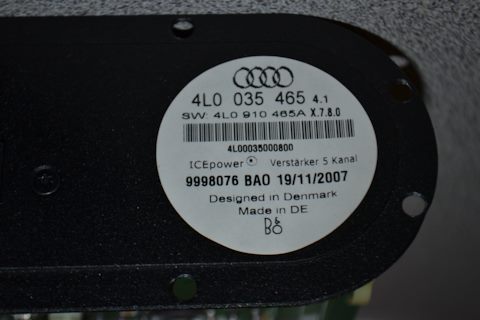 4L0 035 465 4.1
SW: 4L0 910 465A X.7.8.0
4L00035000800
ICEpower Verstärker 5 Kanal
9998076 BAO 19/11/2007
Designed in Denmark
Made in DE
B&O